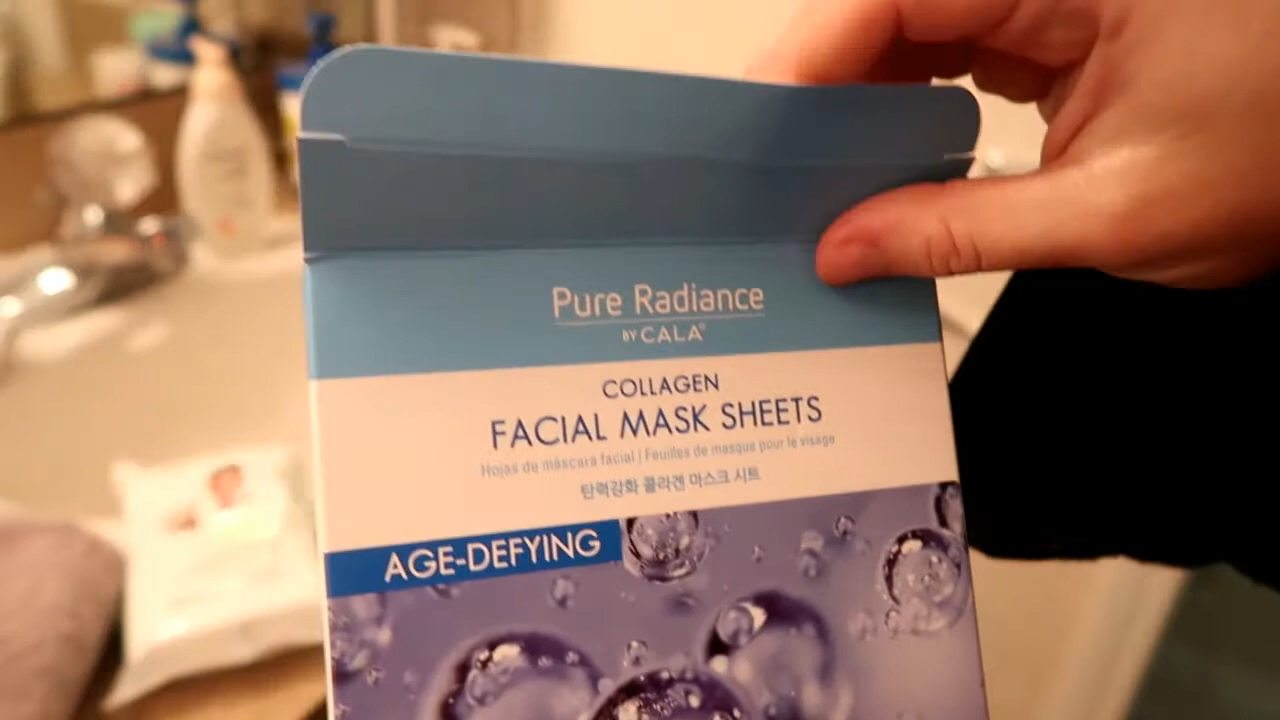 Pure Radiance
BY CALA®
COLLAGEN
FACIAL MASK SHEETS
Hojas de máscara facial | Feuilles de masque pour le visage
탄력강화 콜라겐 마스크 시트
AGE-DEFYING